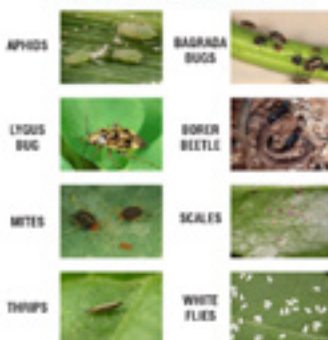 APHIDS
BAGRADA
BUGS
LYGUS
BUG
BORER
BEETLE
MITES
SCALES
THRIPS
WHITE
FLIES